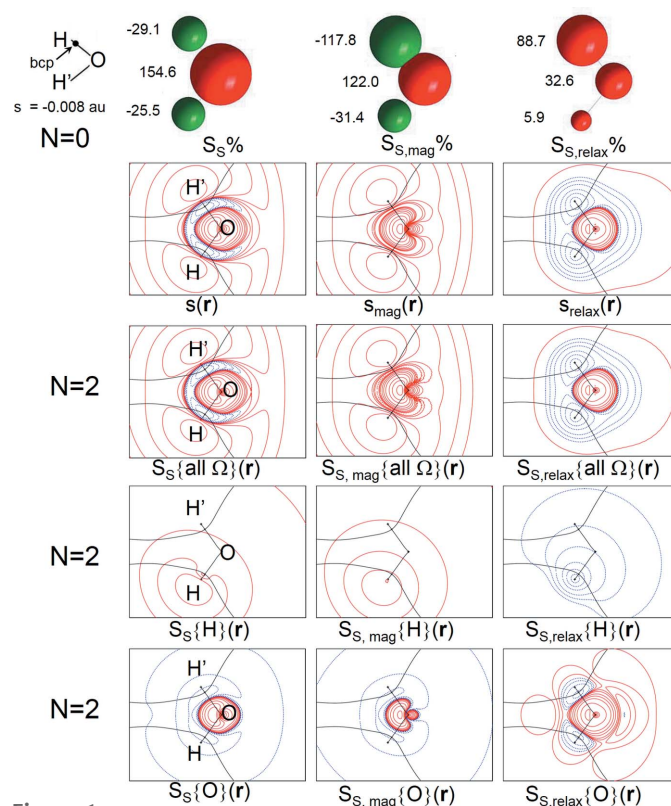 H
bcp
O
H'
s = -0.008 au
N=0
-29.1
154.6
-25.5
S_S%
-117.8
122.0
-31.4
S_S,mag%
88.7
32.6
5.9
S_S,relax%
H'
O
H
s(r)
s_mag(r)
s_relax(r)
N=2
H'
O
H
S_S{all Ω}(r)
S_S, mag{all Ω}(r)
S_S,relax{all Ω}(r)
N=2
H'
O
H
S_S{H}(r)
S_S, mag{H}(r)
S_S,relax{H}(r)
N=2
H'
O
H
S_S{O}(r)
S_S, mag{O}(r)
S_S,relax{O}(r)